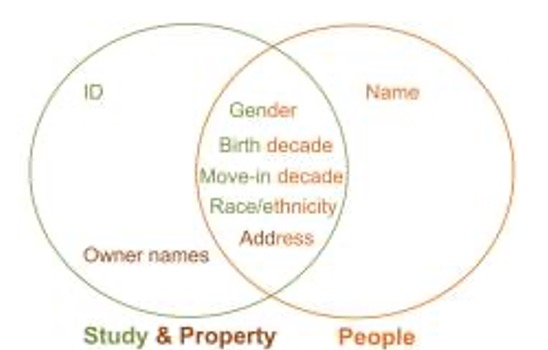 ID
Name
Gender
Birth decade
Move-in decade
Race/ethnicity
Address
Owner names
Study & Property
People